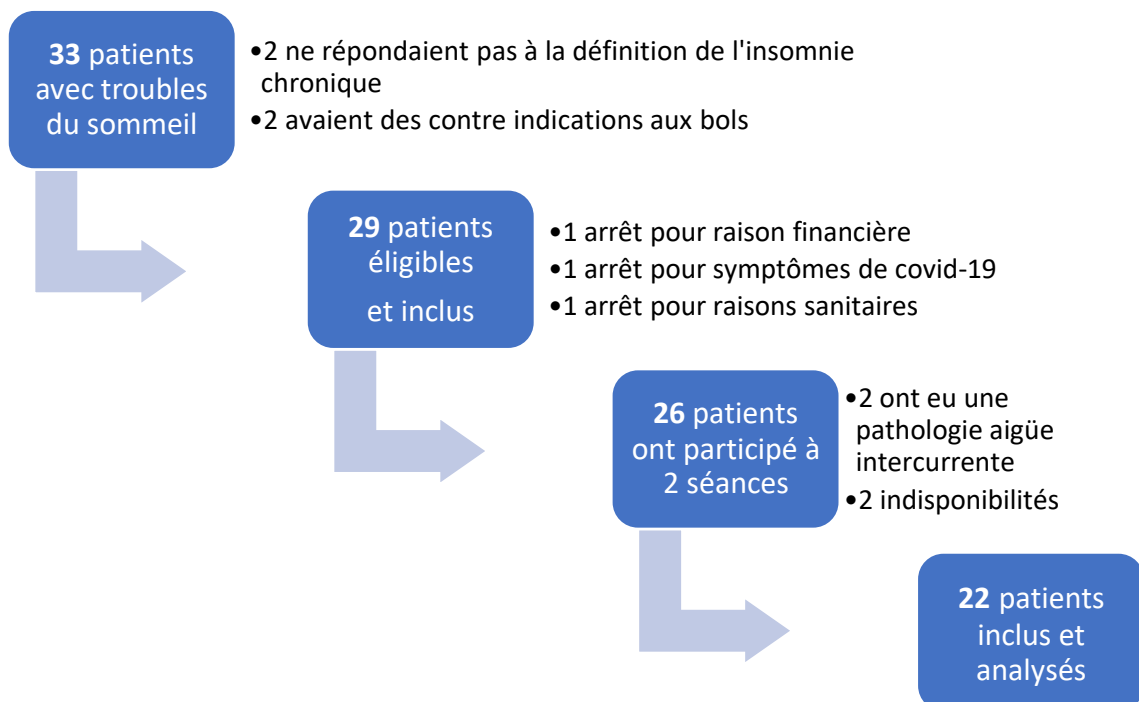 33 patients
avec troubles
du sommeil
•2 ne répondaient pas à la définition de l'insomnie
chronique
•2 avaient des contre indications aux bols
29 patients
éligibles
et inclus
•1 arrêt pour raison financière
•1 arrêt pour symptômes de covid-19
•1 arrêt pour raisons sanitaires
26 patients
ont participé à
2 séances
•2 ont eu une
pathologie aigüe
intercurrente
•2 indisponibilités
22 patients
inclus et
analysés